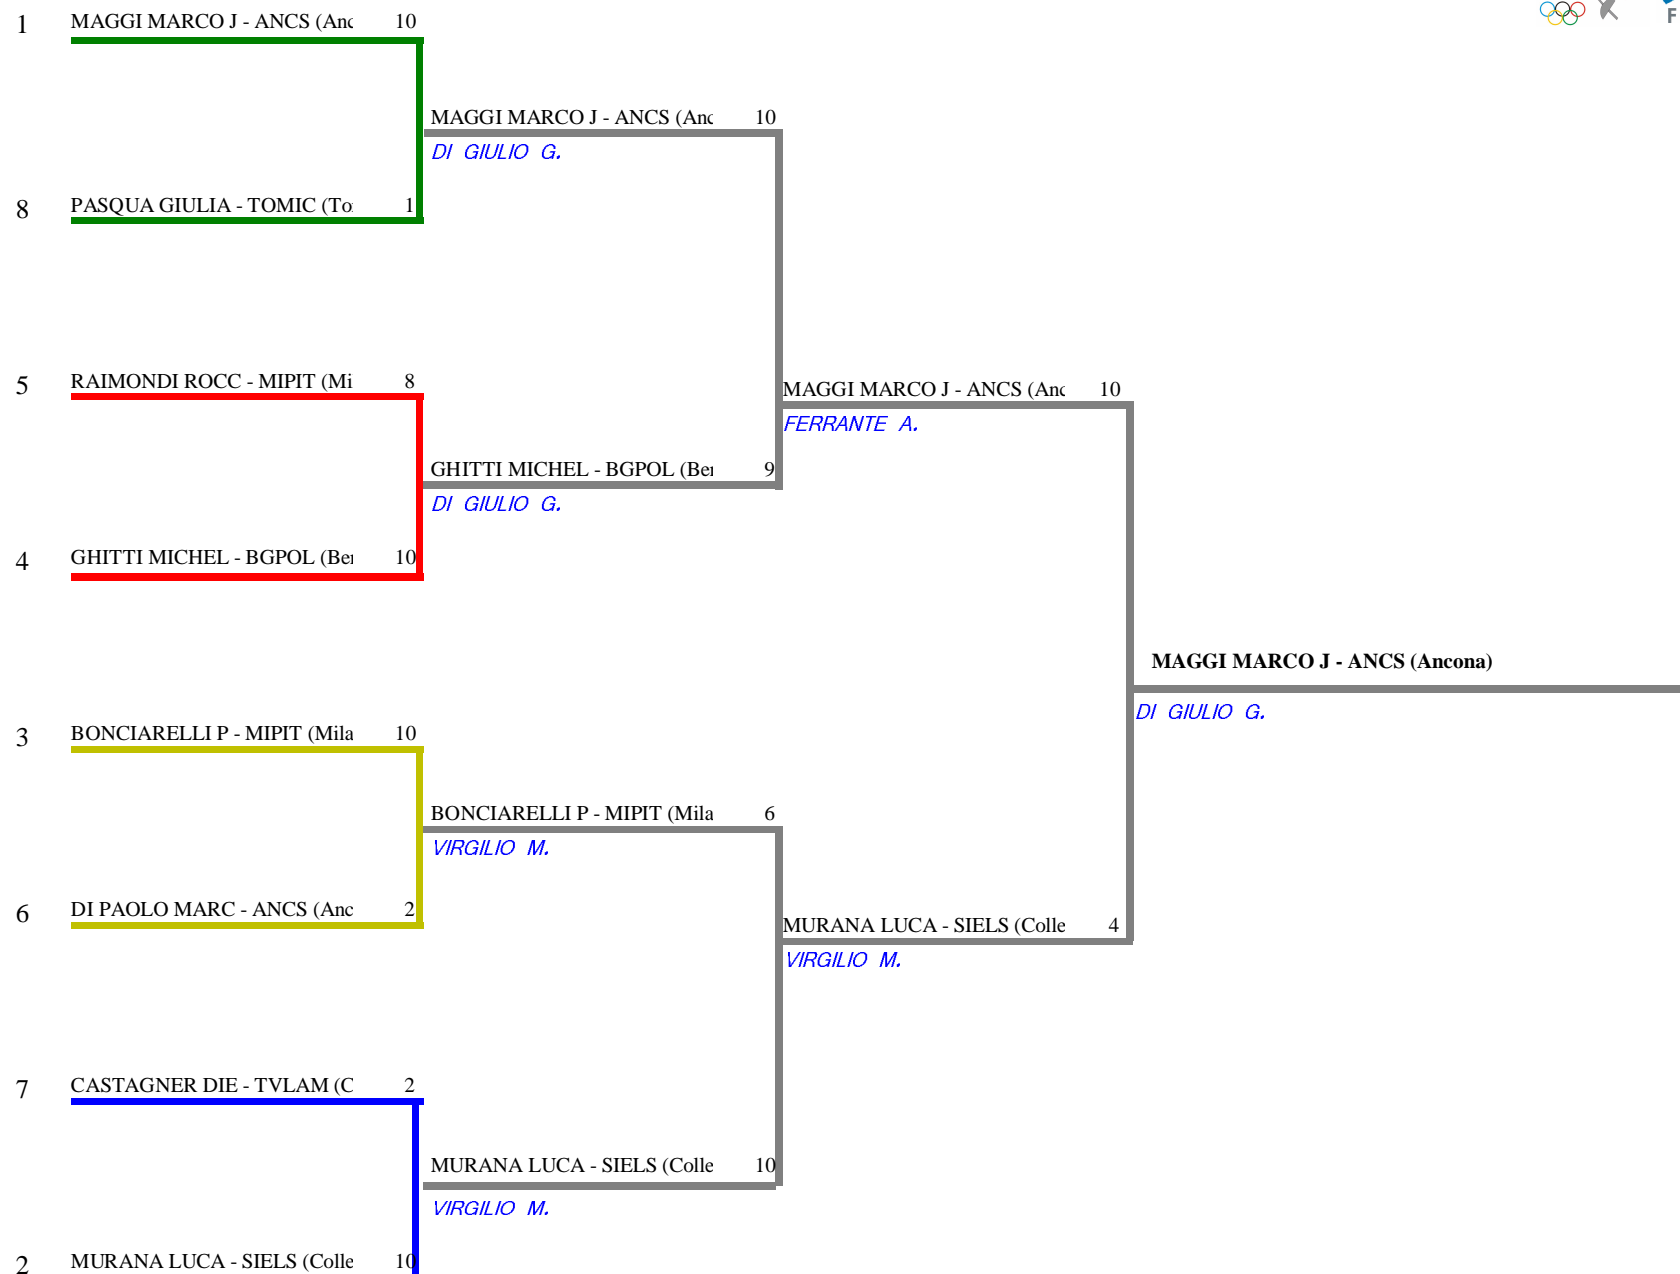 1 MAGGI MARCO J - ANCS (Anc 10
MAGGI MARCO J - ANCS (Anc 10
DI GIULIO G.
8 PASQUA GIULIA - TOMIC (To 1
5 RAIMONDI ROCC - MIPIT (Mi 8
MAGGI MARCO J - ANCS (Anc 10
FERRANTE A.
GHITTI MICHEL - BGPOL (Ber 9
DI GIULIO G.
4 GHITTI MICHEL - BGPOL (Ber 10
MAGGI MARCO J - ANCS (Ancona)
DI GIULIO G.
3 BONCIARELLI P - MIPIT (Mila 10
BONCIARELLI P - MIPIT (Mila 6
VIRGILIO M.
6 DI PAOLO MARC - ANCS (Anc 2
MURANA LUCA - SIELS (Colle 4
VIRGILIO M.
7 CASTAGNER DIE - TVLAM (C 2
MURANA LUCA - SIELS (Colle 10
VIRGILIO M.
2 MURANA LUCA - SIELS (Colle 10
F